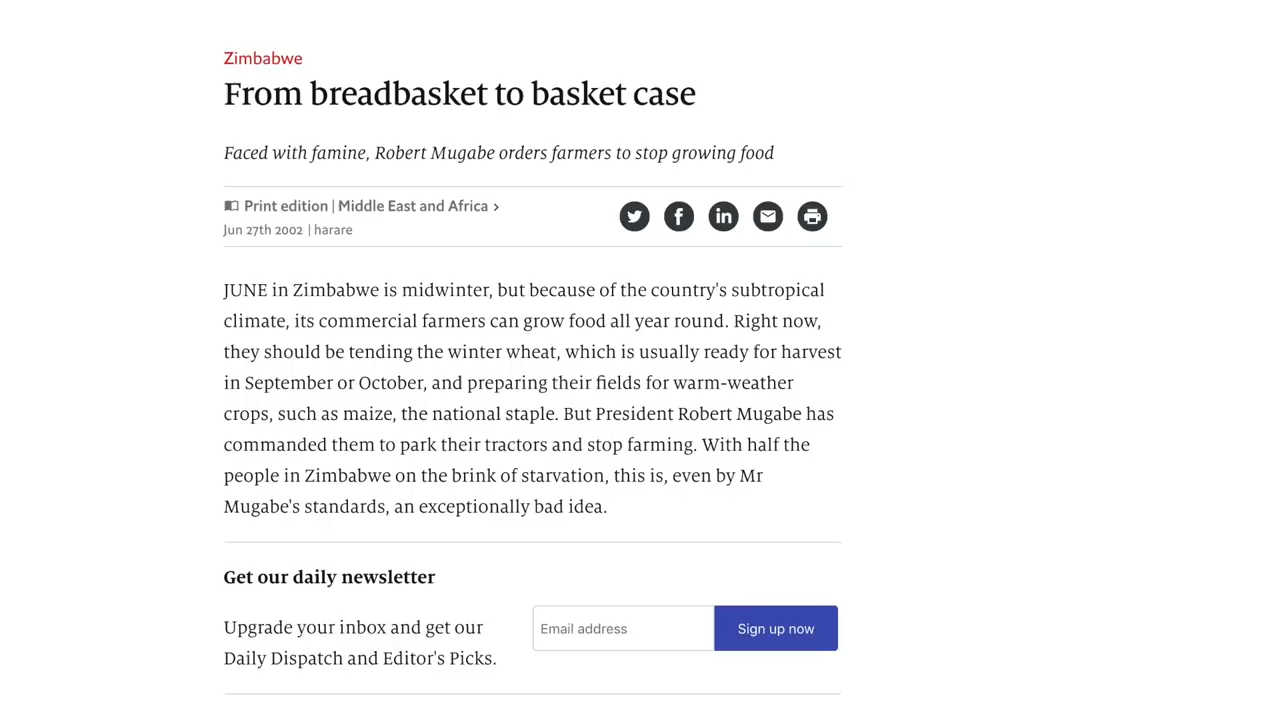 Zimbabwe
From breadbasket to basket case
Faced with famine, Robert Mugabe orders farmers to stop growing food
Print edition | Middle East and Africa ›
Jun 27th 2002 | harare
JUNE in Zimbabwe is midwinter, but because of the country's subtropical
climate, its commercial farmers can grow food all year round. Right now,
they should be tending the winter wheat, which is usually ready for harvest
in September or October, and preparing their fields for warm-weather
crops, such as maize, the national staple. But President Robert Mugabe has
commanded them to park their tractors and stop farming. With half the
people in Zimbabwe on the brink of starvation, this is, even by Mr
Mugabe's standards, an exceptionally bad idea.
Get our daily newsletter
Upgrade your inbox and get our
Daily Dispatch and Editor's Picks.
Email address
Sign up now